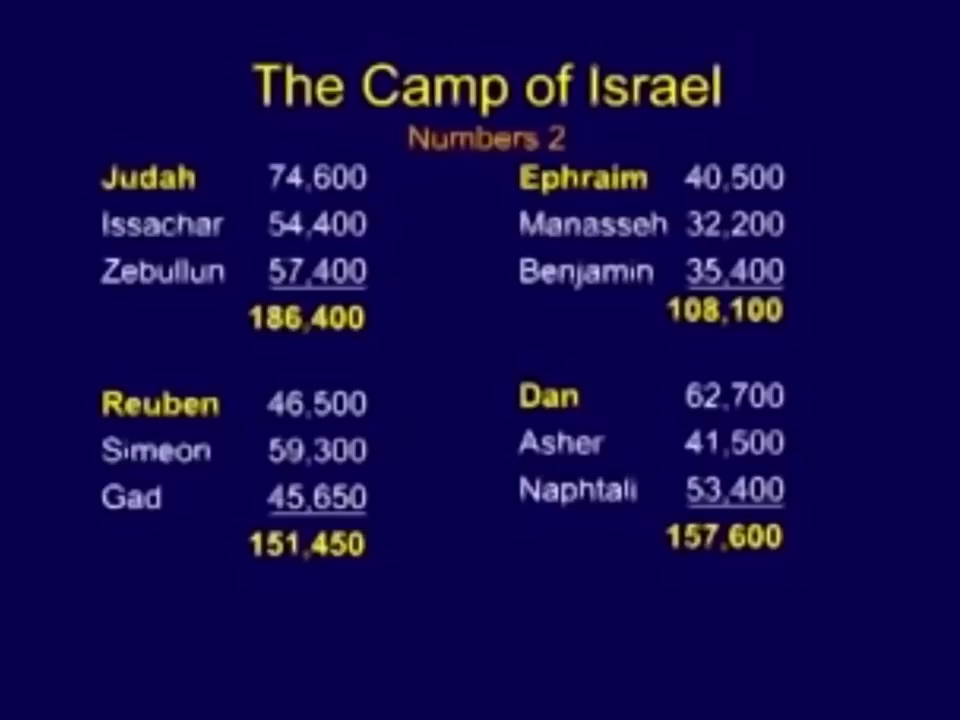 The Camp of Israel
Numbers 2
Judah 74,600
Issachar 54,400
Zebullun 57,400
186,400
Reuben 46,500
Simeon 59,300
Gad 45,650
151,450
Ephraim 40,500
Manasseh 32,200
Benjamin 35,400
108,100
Dan 62,700
Asher 41,500
Naphtali 53,400
157,600